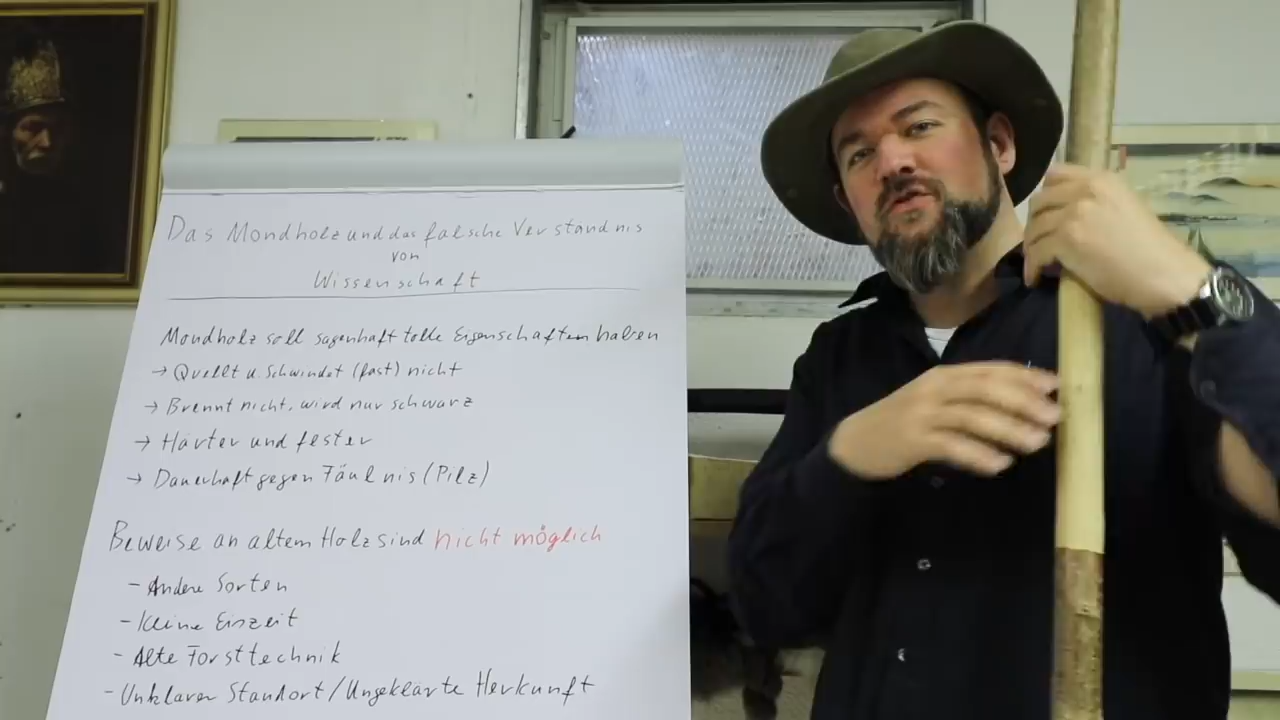 Das Mondholz und das falsche Verständnis
von
Wissenschaft
Mondholz soll sagenhaft tolle Eigenschaften haben
→ Quellt u. Schwindet (fast) nicht
→ Brennt nicht, wird nur schwarz
→ Härter und fester
→ Dauerhaft gegen Fäulnis (Pilz)
Beweise an altem Holz sind nicht möglich
- Andere Sorten
- Keine Eiszeit
- Alte Forsttechnik
- Unklarer Standort/Ungeklärte Herkunft